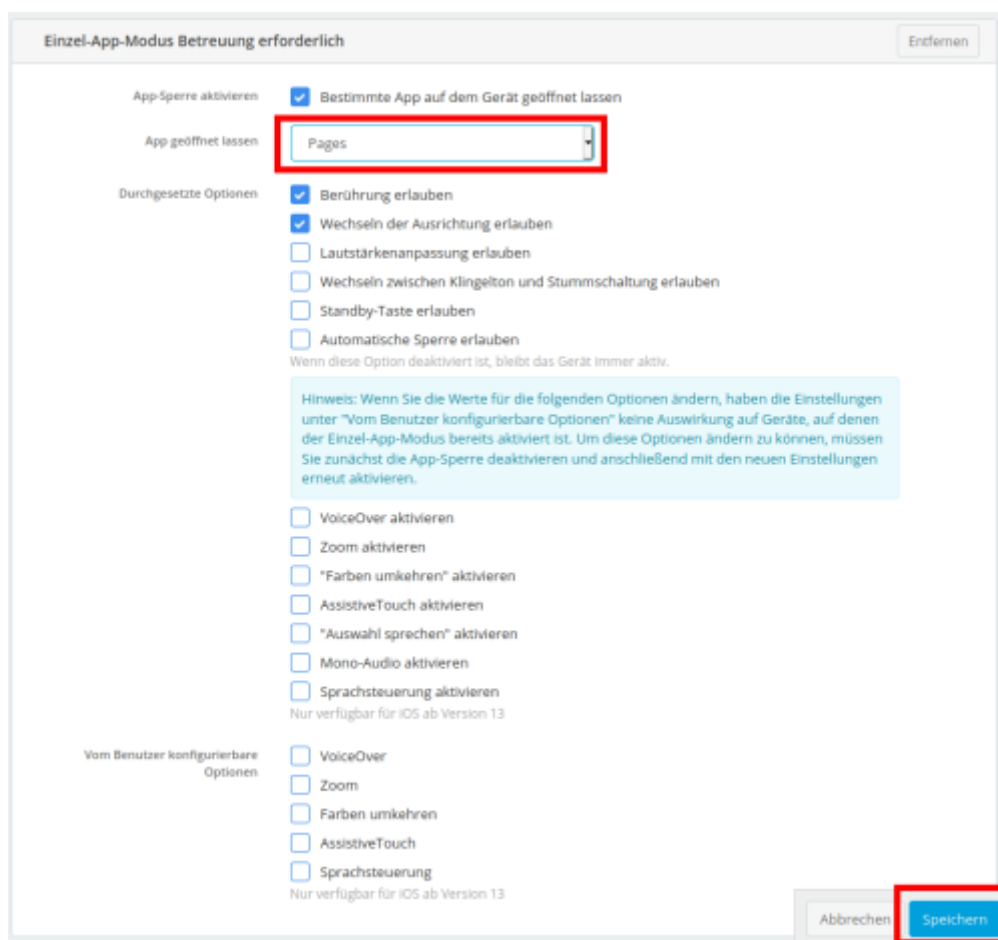 Einzel-App-Modus Betreuung erforderlich
Entfernen
App-Sperre aktivieren
Bestimmte App auf dem Gerät geöffnet lassen
App geöffnet lassen
Pages
Durchgesetzte Optionen
Berührung erlauben
Wechseln der Ausrichtung erlauben
Lautstärkenanpassung erlauben
Wechseln zwischen Klingelton und Stummschaltung erlauben
Standby-Taste erlauben
Automatische Sperre erlauben
Wenn diese Option deaktiviert ist, bleibt das Gerät immer aktiv.
Hinweis: Wenn Sie die Werte für die folgenden Optionen ändern, haben die Einstellungen
unter "Vom Benutzer konfigurierbare Optionen" keine Auswirkung auf Geräte, auf denen
der Einzel-App-Modus bereits aktiviert ist. Um diese Optionen ändern zu können, müssen
Sie zunächst die App-Sperre deaktivieren und anschließend mit den neuen Einstellungen
erneut aktivieren.
VoiceOver aktivieren
Zoom aktivieren
"Farben umkehren" aktivieren
AssistiveTouch aktivieren
"Auswahl sprechen" aktivieren
Mono-Audio aktivieren
Sprachsteuerung aktivieren
Nur verfügbar für iOS ab Version 13
Vom Benutzer konfigurierbare
Optionen
VoiceOver
Zoom
Farben umkehren
AssistiveTouch
Sprachsteuerung
Nur verfügbar für iOS ab Version 13
Abbrechen
Speichern